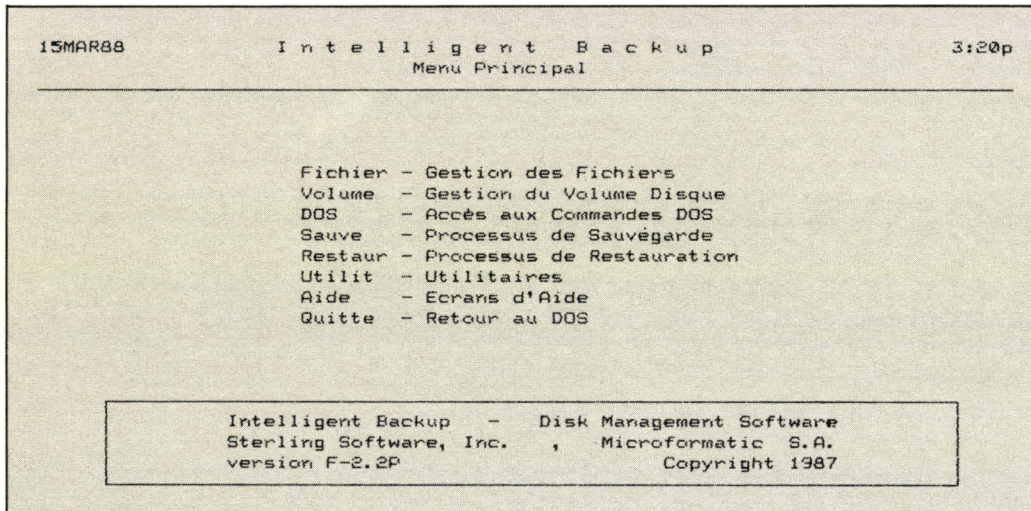 15MAR88 Intelligent Backup 3:20p
Menu Principal
Fichier - Gestion des Fichiers
Volume - Gestion du Volume Disque
DOS - Accès aux Commandes DOS
Sauve - Processus de Sauvégarde
Restaur - Processus de Restauration
Utilit - Utilitaires
Aide - Ecrans d'Aide
Quitte - Retour au DOS
Intelligent Backup - Disk Management Software
Sterling Software, Inc. , Microformatic S.A.
version F-2.2P Copyright 1987